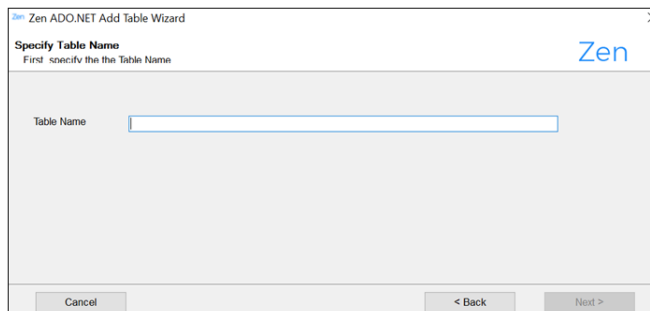 Zen Zen ADO.NET Add Table Wizard
Specify Table Name
First specify the the Table Name
Zen
Table Name
Cancel
< Back
Next >